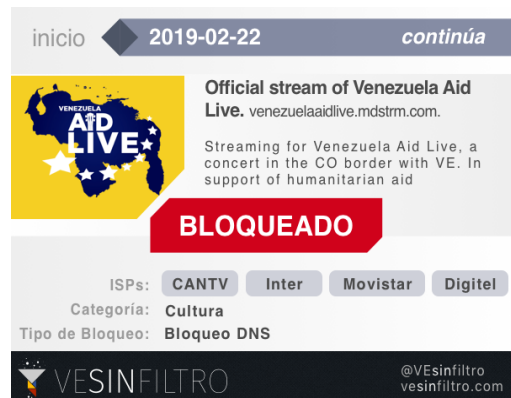 inicio 2019-02-22 continúa
VENEZUELA
AID
LIVE
Official stream of Venezuela Aid
Live. venezuelaaidlive.mdstrm.com.
Streaming for Venezuela Aid Live, a
concert in the CO border with VE. In
support of humanitarian aid
BLOQUEADO
ISPs: CANTV Inter Movistar Digitel
Categoría: Cultura
Tipo de Bloqueo: Bloqueo DNS
VESINFILTRO
@VEsinfiltro
vesinfiltro.com